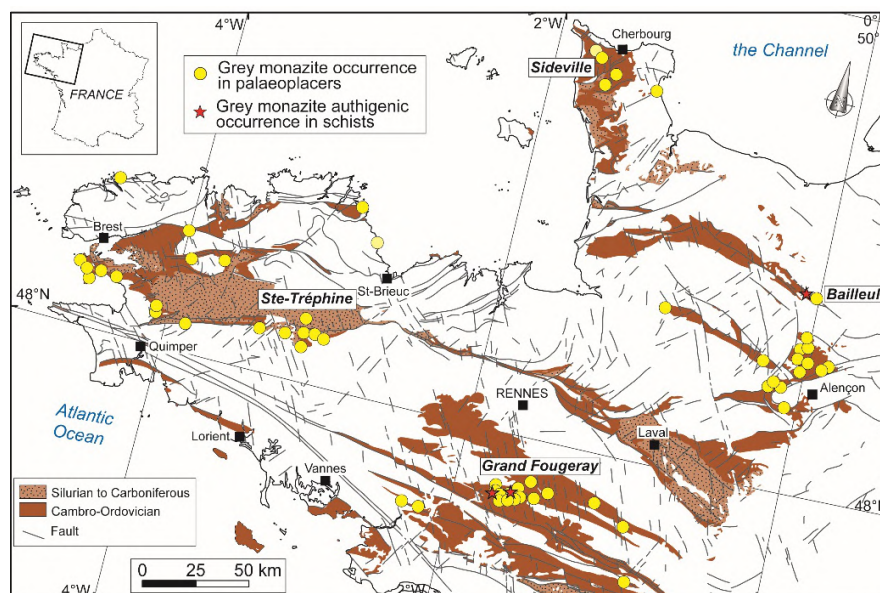 4°W
2°W
0°
50°
Cherbourg
the Channel
Sideville
FRANCE
Grey monazite occurrence
in palaeoplacers
Grey monazite authigenic
occurrence in schists
Brest
48°N
St-Brieuc
Ste-Tréphine
Bailleul
Quimper
Alençon
RENNES
Atlantic
Ocean
Lorient
Laval
Vannes
Grand Fougeray
Silurian to Carboniferous
Cambro-Ordovician
Fault
48°N
4°W
0 25 50 km
2°W